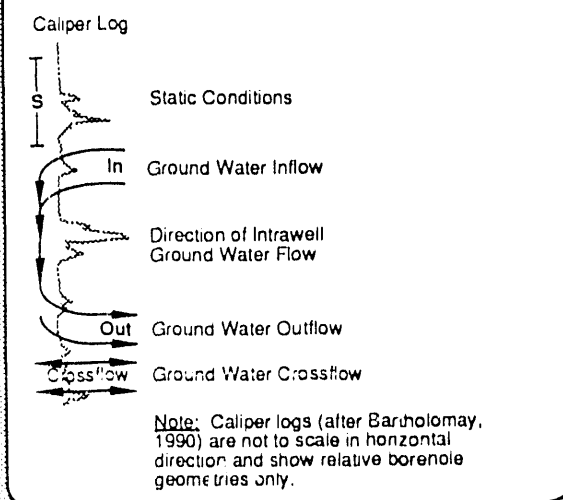 Caliper Log
S
Static Conditions
In
Ground Water Inflow
Direction of Intrawell
Ground Water Flow
Out
Ground Water Outflow
Crossflow
Ground Water Crossflow
Note: Caliper logs (after Bartholomay,
1990) are not to scale in horizontal
direction and show relative borehole
geometries only.